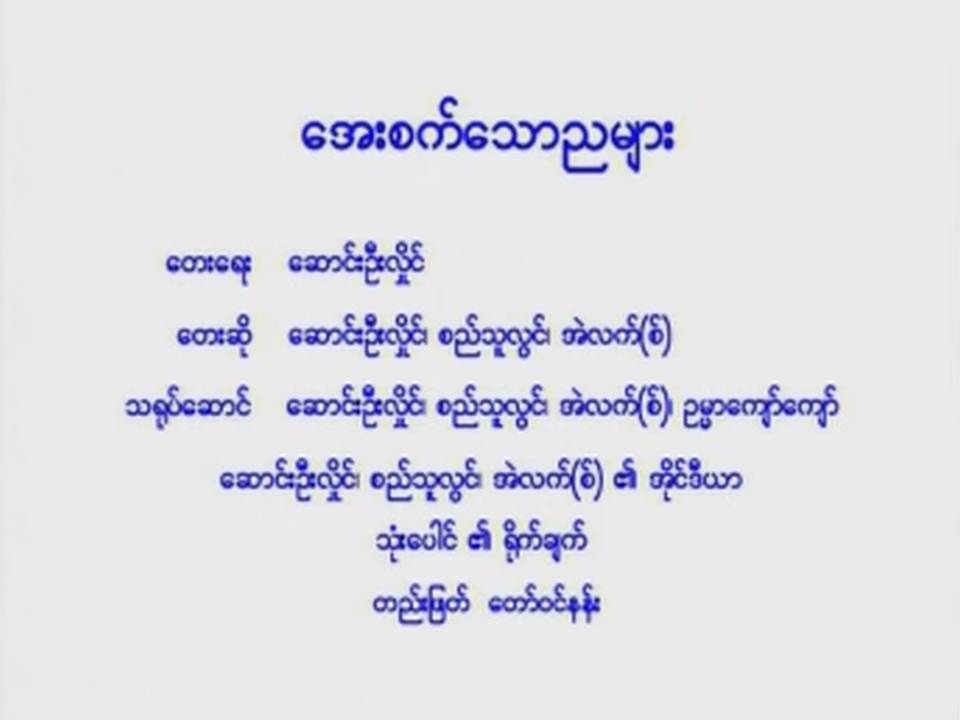 အေးစက်သောညများ
တေးရေး ဆောင်းဦးလှိုင်
တေးဆို ဆောင်းဦးလှိုင်၊ စည်သူလွင်၊ အဲလက်(စ်)
သရုပ်ဆောင် ဆောင်းဦးလှိုင်၊ စည်သူလွင်၊ အဲလက်(စ်)၊ ဥမ္မာကျော်ကျော်
ဆောင်းဦးလှိုင်၊ စည်သူလွင်၊ အဲလက်(စ်) ၏ အိုင်ဒီယာ
သုံးပေါင် ၏ ရိုက်ချက်
တည်းဖြတ် တော်ဝင်နန်း